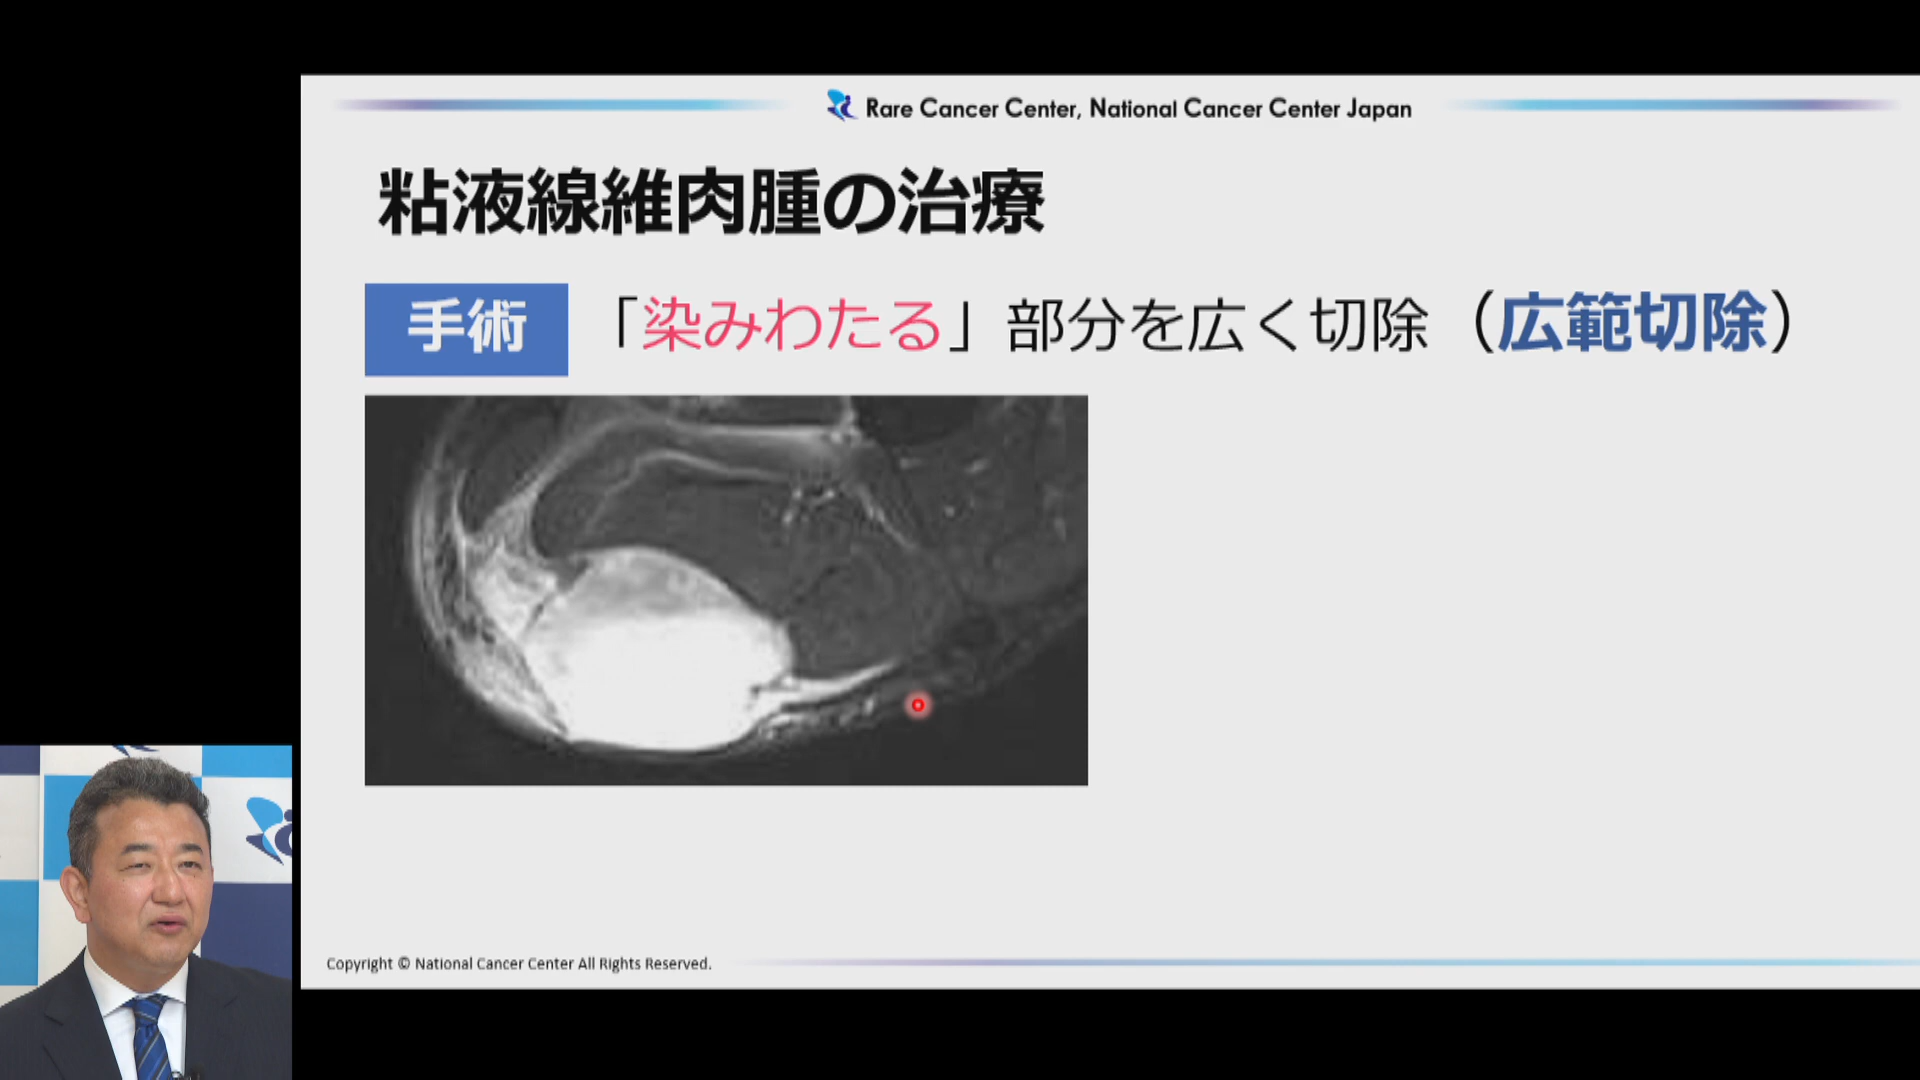 Rare Cancer Center, National Cancer Center Japan
粘液線維肉腫の治療
手術 「染みわたる」部分を広く切除（広範切除）
Copyright © National Cancer Center All Rights Reserved.